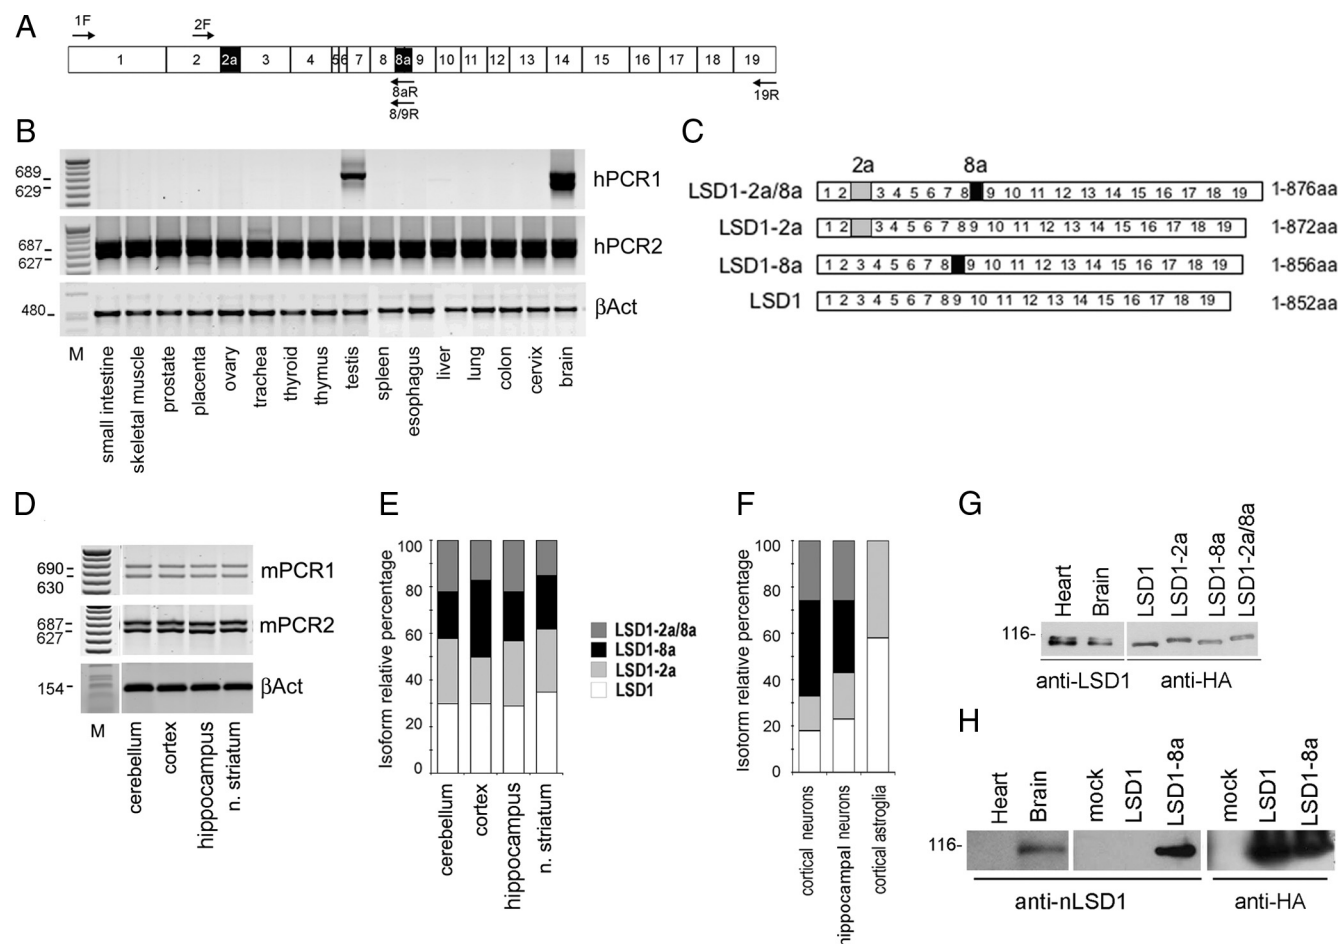 A
1F
2F
1 2 2a 3 4 5 6 7 8 8a 9 10 11 12 13 14 15 16 17 18 19
8aR
8/9R
19R
B
689
629
hPCR1
687
627
hPCR2
480
βAct
M
small intestine
skeletal muscle
prostate
placenta
ovary
trachea
thyroid
thymus
testis
spleen
esophagus
liver
lung
colon
cervix
brain
C
2a 8a
LSD1-2a/8a 1 2 3 4 5 6 7 8 9 10 11 12 13 14 15 16 17 18 19 1-876aa
LSD1-2a 1 2 3 4 5 6 7 8 9 10 11 12 13 14 15 16 17 18 19 1-872aa
LSD1-8a 1 2 3 4 5 6 7 8 9 10 11 12 13 14 15 16 17 18 19 1-856aa
LSD1 1 2 3 4 5 6 7 8 9 10 11 12 13 14 15 16 17 18 19 1-852aa
D
690
630
mPCR1
687
627
mPCR2
154
βAct
M
cerebellum
cortex
hippocampus
n. striatum
E
Isoform relative percentage
100
80
60
40
20
0
cerebellum
cortex
hippocampus
n. striatum
LSD1-2a/8a
LSD1-8a
LSD1-2a
LSD1
F
Isoform relative percentage
100
80
60
40
20
0
cortical neurons
hippocampal neurons
cortical astroglia
G
Heart
Brain
LSD1
LSD1-2a
LSD1-8a
LSD1-2a/8a
116-
anti-LSD1
anti-HA
H
Heart
Brain
mock
LSD1
LSD1-8a
mock
LSD1
LSD1-8a
116-
anti-nLSD1
anti-HA